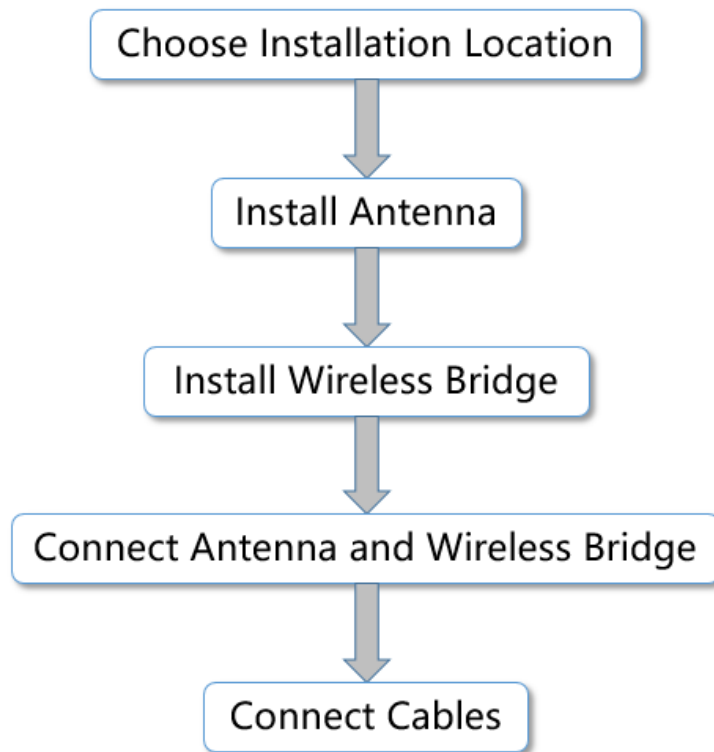 Choose Installation Location
Install Antenna
Install Wireless Bridge
Connect Antenna and Wireless Bridge
Connect Cables